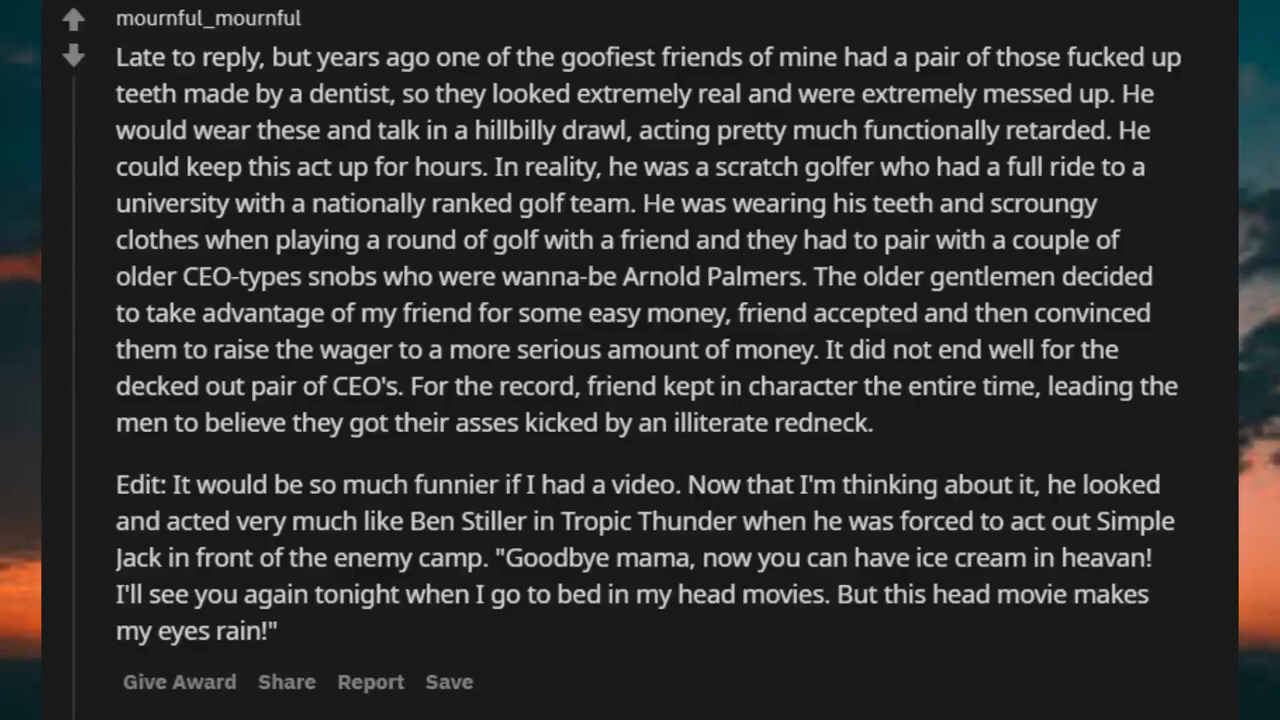 mournful_mournful
Late to reply, but years ago one of the goofiest friends of mine had a pair of those fucked up
teeth made by a dentist, so they looked extremely real and were extremely messed up. He
would wear these and talk in a hillbilly drawl, acting pretty much functionally retarded. He
could keep this act up for hours. In reality, he was a scratch golfer who had a full ride to a
university with a nationally ranked golf team. He was wearing his teeth and scroungy
clothes when playing a round of golf with a friend and they had to pair with a couple of
older CEO-types snobs who were wanna-be Arnold Palmers. The older gentlemen decided
to take advantage of my friend for some easy money, friend accepted and then convinced
them to raise the wager to a more serious amount of money. It did not end well for the
decked out pair of CEO's. For the record, friend kept in character the entire time, leading the
men to believe they got their asses kicked by an illiterate redneck.
Edit: It would be so much funnier if I had a video. Now that I'm thinking about it, he looked
and acted very much like Ben Stiller in Tropic Thunder when he was forced to act out Simple
Jack in front of the enemy camp. "Goodbye mama, now you can have ice cream in heavan!
I'll see you again tonight when I go to bed in my head movies. But this head movie makes
my eyes rain!"
Give Award Share Report Save